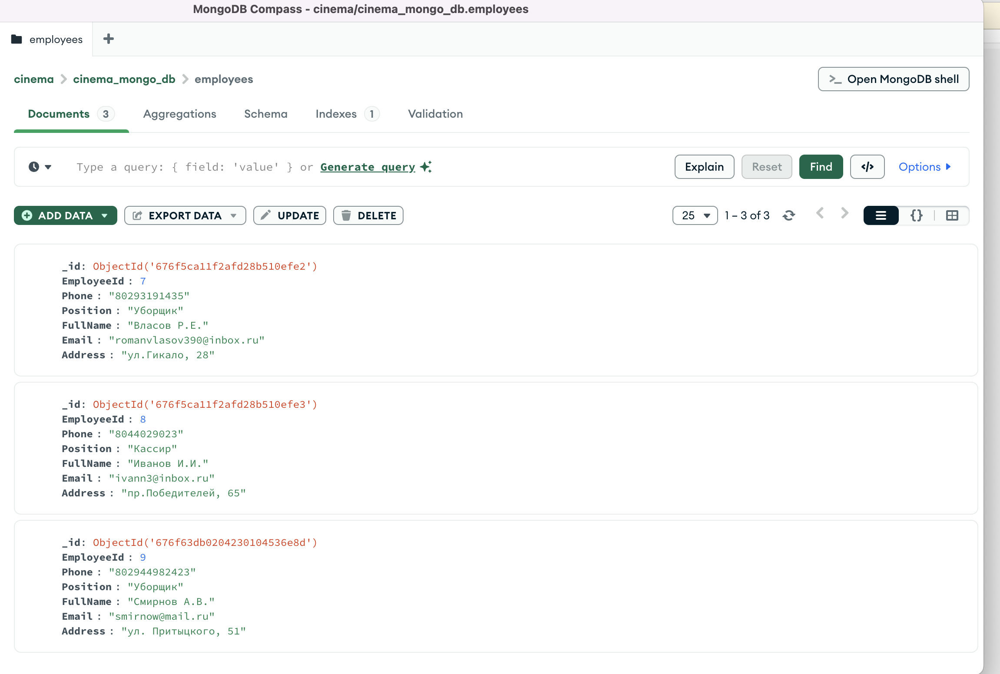 MongoDB Compass - cinema/cinema_mongo_db.employees
employees
cinema > cinema_mongo_db > employees
>_ Open MongoDB shell
Documents 3 Aggregations Schema Indexes 1 Validation
Type a query: { field: 'value' } or Generate query
Explain Reset Find </> Options
ADD DATA EXPORT DATA UPDATE DELETE
25 1 – 3 of 3 {}
_id: ObjectId('676f5ca11f2afd28b510efe2')
EmployeeId : 7
Phone : "80293191435"
Position : "Уборщик"
FullName : "Власов Р.Е."
Email : "romanvlasov390@inbox.ru"
Address : "ул.Гикало, 28"
_id: ObjectId('676f5ca11f2afd28b510efe3')
EmployeeId : 8
Phone : "8044029023"
Position : "Кассир"
FullName : "Иванов И.И."
Email : "ivann3@inbox.ru"
Address : "пр.Победителей, 65"
_id: ObjectId('676f63db0204230104536e8d')
EmployeeId : 9
Phone : "802944982423"
Position : "Уборщик"
FullName : "Смирнов А.В."
Email : "smirnow@mail.ru"
Address : "ул. Притыцкого, 51"